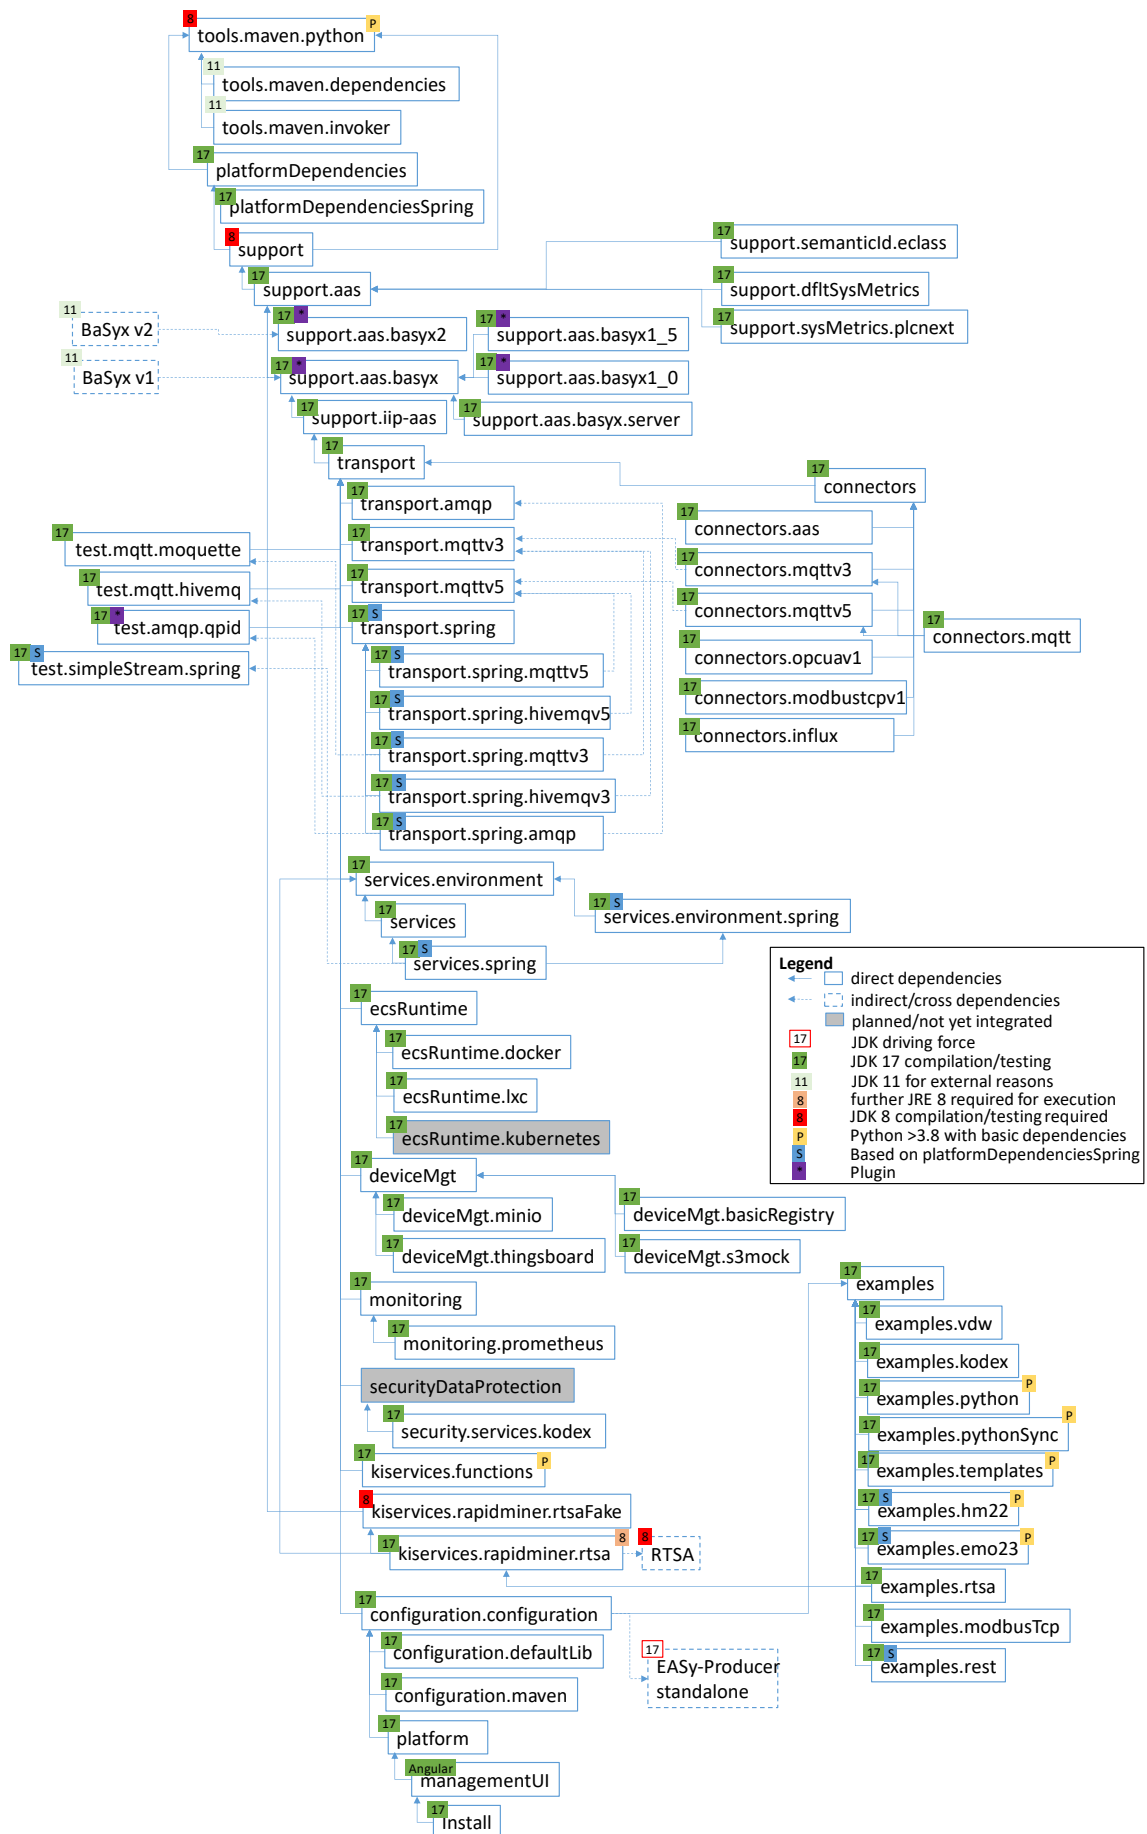 8
P
tools.maven.python
11
tools.maven.dependencies
11
tools.maven.invoker
17
platformDependencies
17
platformDependenciesSpring
8
support
17
support.semanticId.eclass
17
support.aas
17
support.dfltSysMetrics
17
support.sysMetrics.plcnext
11
BaSyx v2
17 *
support.aas.basyx2
17 *
support.aas.basyx1_5
11
BaSyx v1
17 *
support.aas.basyx
17 *
support.aas.basyx1_0
17
support.iip-aas
17
support.aas.basyx.server
17
transport
17
connectors
17
transport.amqp
17
connectors.aas
17
test.mqtt.moquette
17
transport.mqttv3
17
connectors.mqttv3
17
test.mqtt.hivemq
17
transport.mqttv5
17
connectors.mqttv5
17 *
test.amqp.qpid
17 S
transport.spring
17
connectors.mqtt
17 S
test.simpleStream.spring
17 S
transport.spring.mqttv5
17
connectors.opcuav1
17 S
transport.spring.hivemqv5
17
connectors.modbustcpv1
17 S
transport.spring.mqttv3
17
connectors.influx
17 S
transport.spring.hivemqv3
17 S
transport.spring.amqp
17
services.environment
17 S
services.environment.spring
17
services
17 S
services.spring
Legend
direct dependencies
indirect/cross dependencies
planned/not yet integrated
17 JDK driving force
17 JDK 17 compilation/testing
11 JDK 11 for external reasons
8 further JRE 8 required for execution
8 JDK 8 compilation/testing required
P Python >3.8 with basic dependencies
S Based on platformDependenciesSpring
* Plugin
17
ecsRuntime
17
ecsRuntime.docker
17
ecsRuntime.lxc
17
ecsRuntime.kubernetes
17
deviceMgt
17
deviceMgt.minio
17
deviceMgt.basicRegistry
17
deviceMgt.thingsboard
17
deviceMgt.s3mock
17
monitoring
17
examples
17
monitoring.prometheus
17
examples.vdw
17
examples.kodex
securityDataProtection
17
P
examples.python
17
security.services.kodex
17
P
examples.pythonSync
17
P
kiservices.functions
17
P
examples.templates
8
kiservices.rapidminer.rtsaFake
17 S
P
examples.hm22
17
8
kiservices.rapidminer.rtsa
8
RTSA
17 S
P
examples.emo23
17
examples.rtsa
17
configuration.configuration
17
examples.modbusTcp
17
configuration.defaultLib
17
EASy-Producer
standalone
17 S
examples.rest
17
configuration.maven
17
platform
Angular
managementUI
17
Install